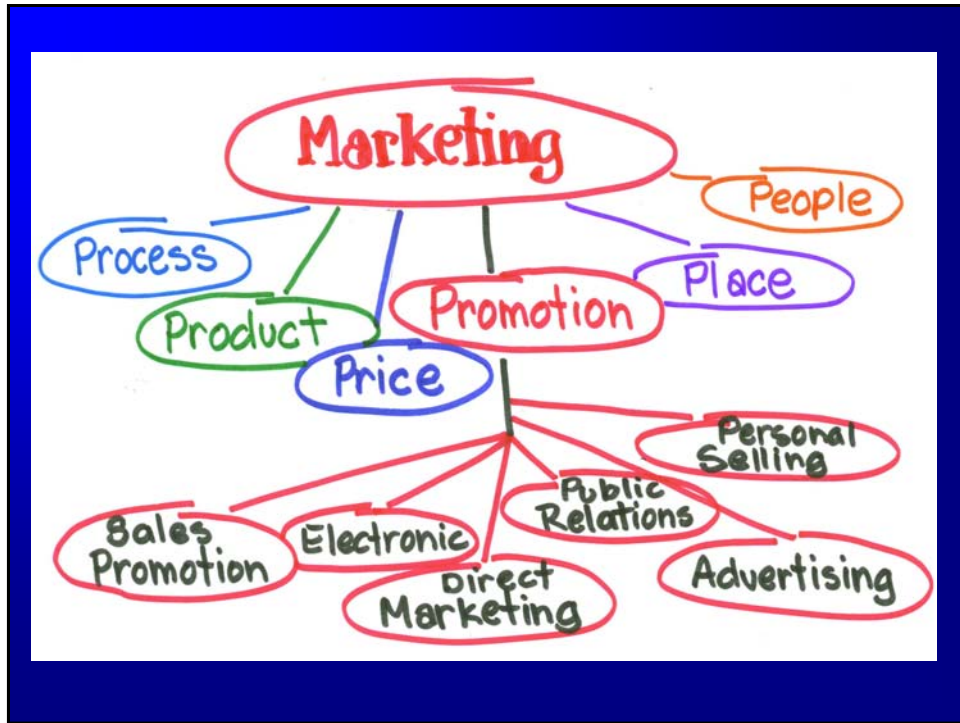 Marketing
People
Process
Place
Promotion
Product
Price
Personal
Selling
Public
Relations
Sales
Promotion
Electronic
Direct
Marketing
Advertising